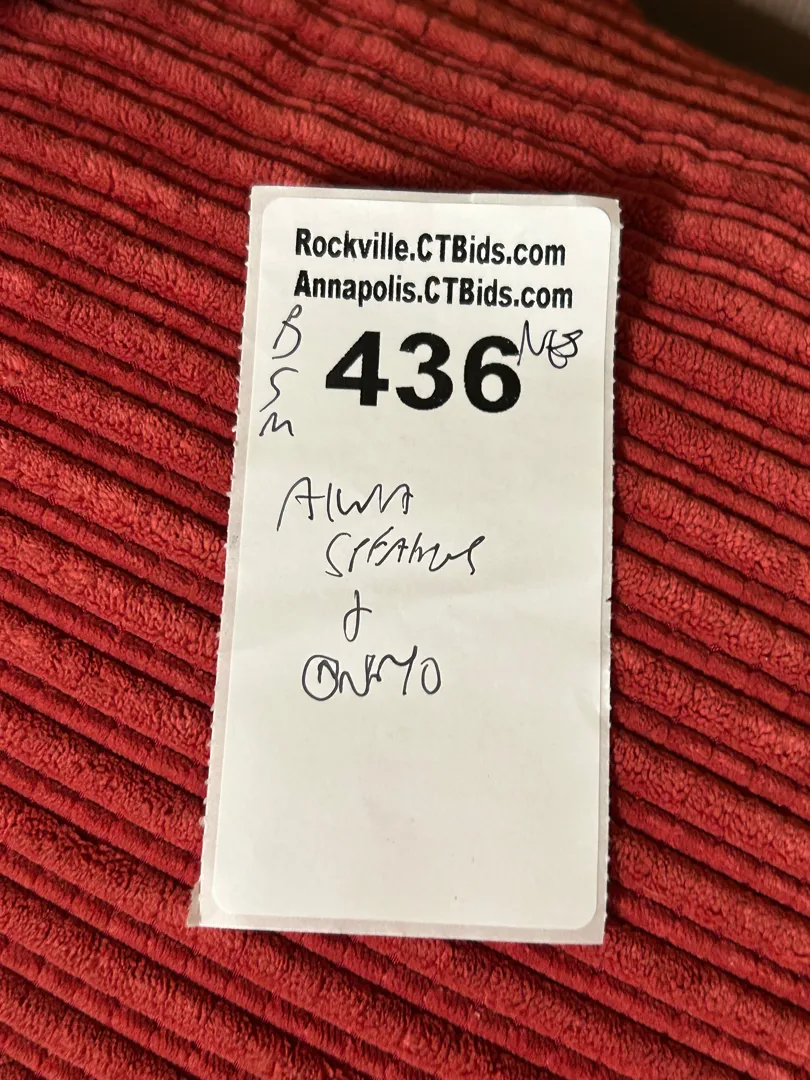 Rockville.CTBids.com
Annapolis.CTBids.com
B
S
M
436
AIWA
SPEAKERS
&
ONKYO